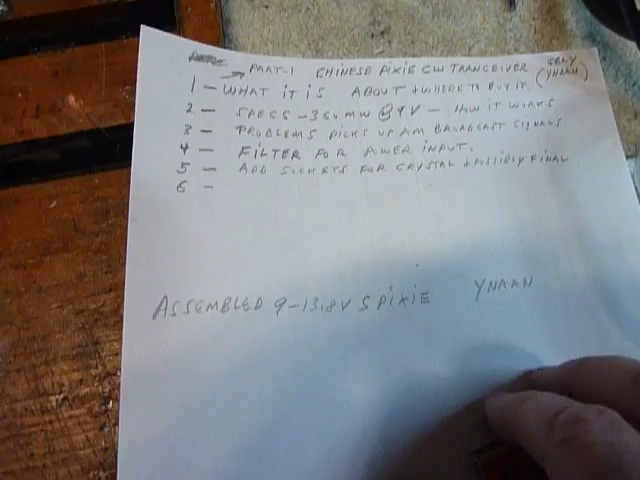 PART-1 CHINESE PIXIE CW TRANCEIVER
(YNAAN)
1 - WHAT IT IS ABOUT + WHERE TO BUY IT.
2 - SPECS - 360 MW @ 9V - HOW IT WORKS
3 - PROBLEMS PICKS UP AM BROADCAST SIGNALS
4 - FILTER FOR POWER INPUT.
5 - ADD SOCKETS FOR CRYSTAL + POSSIBLY FINAL
6 -
ASSEMBLED 9-13.8V S PIXIE YNAAN